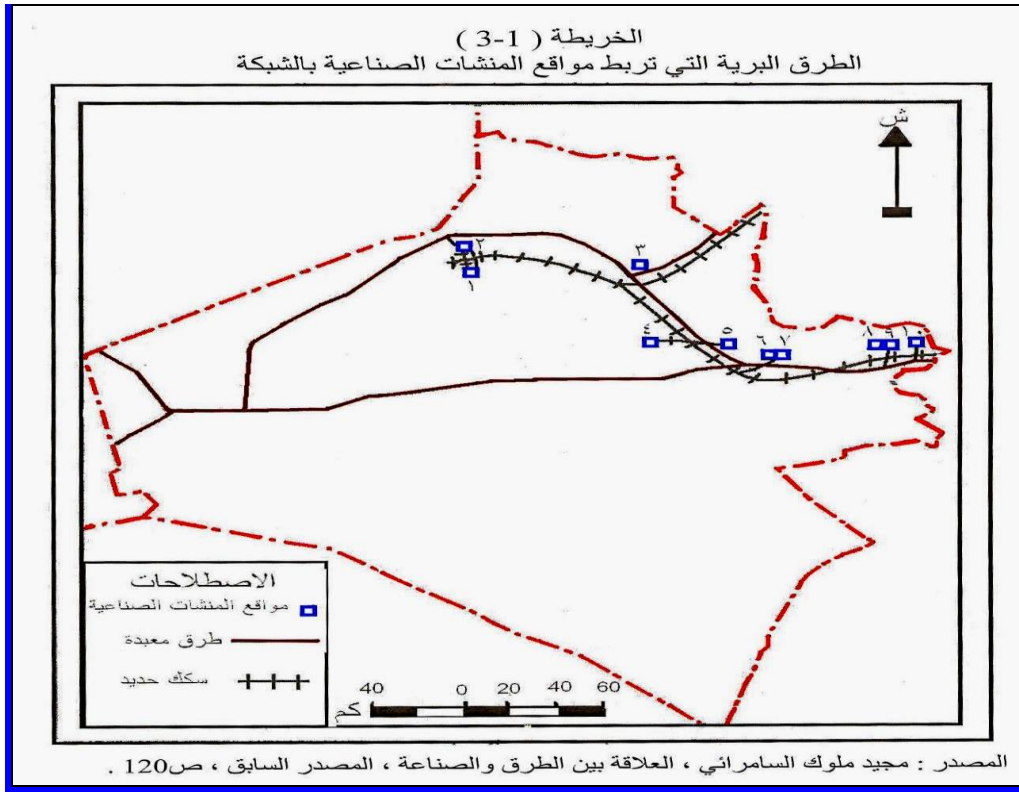 الخريطة ( 1-3 )
الطرق البرية التي تربط مواقع المنشات الصناعية بالشبكة
ش
٢
١
٣
٤
٥
٦ ٧
٨ ٩ ١٠
الاصطلاحات
مواقع المنشات الصناعية
طرق معبدة
سكك حديد
40 0 20 40 60
كم
المصدر : مجيد ملوك السامرائي ، العلاقة بين الطرق والصناعة ، المصدر السابق ، ص120 .